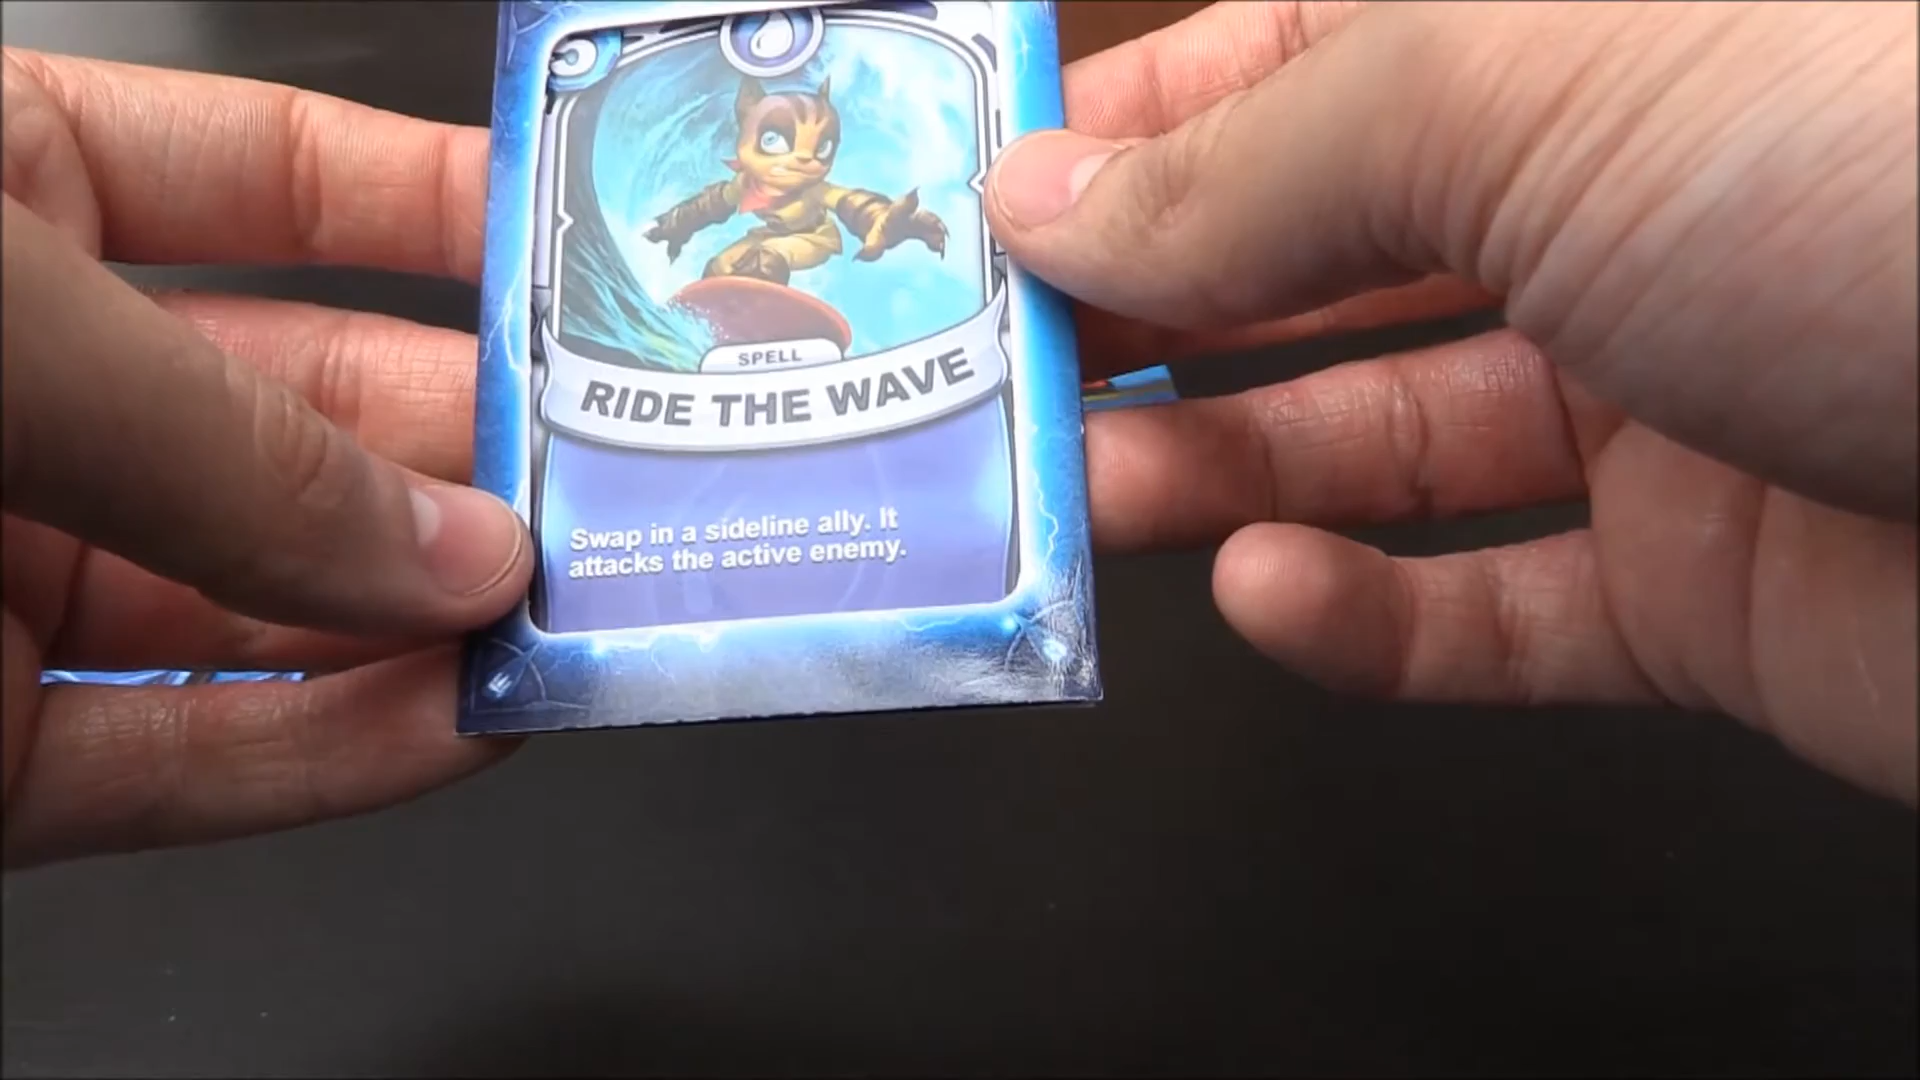 SPELL
RIDE THE WAVE
Swap in a sideline ally. It
attacks the active enemy.